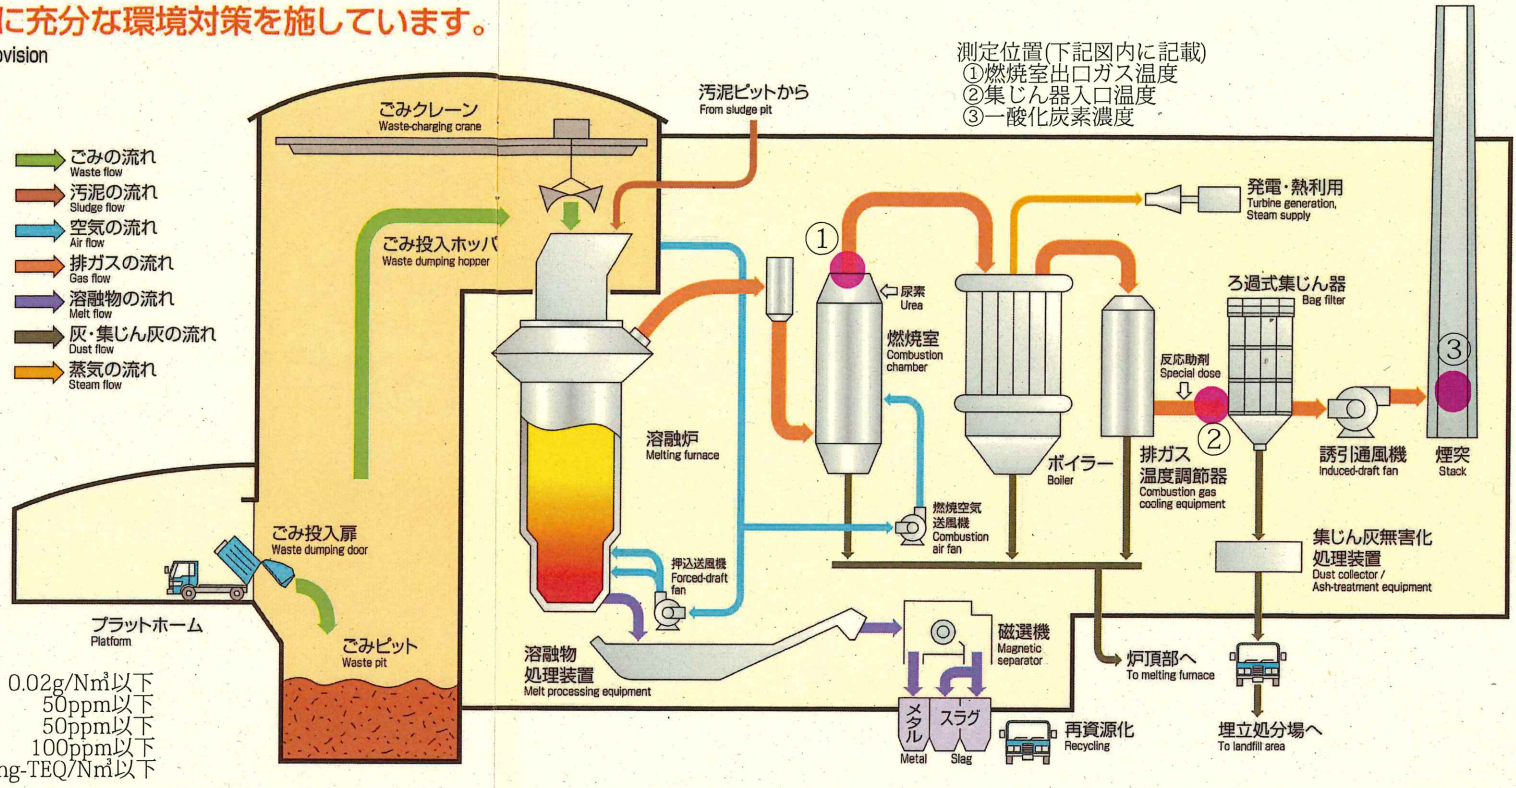 に充分な環境対策を施しています。
ovision
測定位置(下記図内に記載)
①燃焼室出口ガス温度
②集じん器入口温度
③一酸化炭素濃度
ごみの流れ
Waste flow
汚泥の流れ
Sludge flow
空気の流れ
Air flow
排ガスの流れ
Gas flow
溶融物の流れ
Melt flow
灰・集じん灰の流れ
Dust flow
蒸気の流れ
Steam flow
ごみクレーン
Waste-charging crane
汚泥ピットから
From sludge pit
ごみ投入ホッパ
Waste dumping hopper
①
尿素
Urea
燃焼室
Combustion
chamber
発電・熱利用
Turbine generation,
Steam supply
ろ過式集じん器
Bag filter
反応助剤
Special dose
②
③
溶融炉
Melting furnace
ボイラー
Boiler
排ガス
温度調節器
Combustion gas
cooling equipment
誘引通風機
Induced-draft fan
煙突
Stack
燃焼空気
送風機
Combustion
air fan
ごみ投入扉
Waste dumping door
押込送風機
Forced-draft
fan
集じん灰無害化
処理装置
Dust collector /
Ash-treatment equipment
プラットホーム
Platform
ごみピット
Waste pit
溶融物
処理装置
Melt processing equipment
磁選機
Magnetic
separator
炉頂部へ
To melting furnace
メタル
Metal
スラグ
Slag
再資源化
Recycling
埋立処分場へ
To landfill area
0.02g/Nm³以下
50ppm以下
50ppm以下
100ppm以下
ng-TEQ/Nm³以下